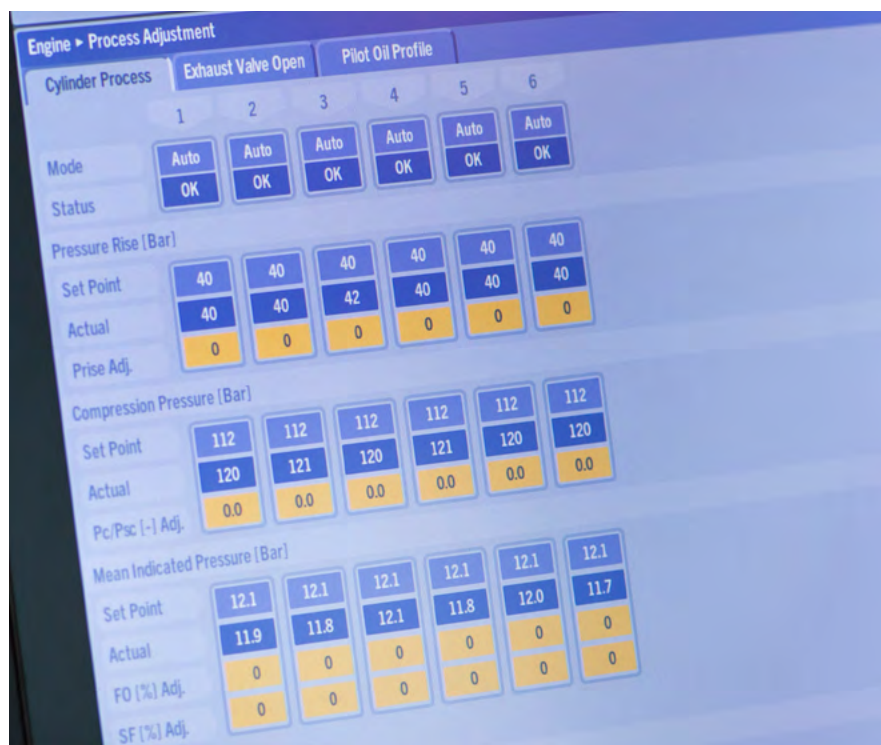 Engine ▸ Process Adjustment
Cylinder Process Exhaust Valve Open Pilot Oil Profile
1 2 3 4 5 6
Mode Auto Auto Auto Auto Auto Auto
Status OK OK OK OK OK OK
Pressure Rise [Bar]
Set Point 40 40 40 40 40 40
Actual 40 40 42 40 40 40
Prise Adj. 0 0 0 0 0 0
Compression Pressure [Bar]
Set Point 112 112 112 112 112 112
Actual 120 121 120 121 120 120
Pc/Psc [-] Adj. 0.0 0.0 0.0 0.0 0.0 0.0
Mean Indicated Pressure [Bar]
Set Point 12.1 12.1 12.1 12.1 12.1 12.1
Actual 11.9 11.8 12.1 11.8 12.0 11.7
FO [%] Adj. 0 0 0 0 0 0
SF [%] Adj. 0 0 0 0 0 0